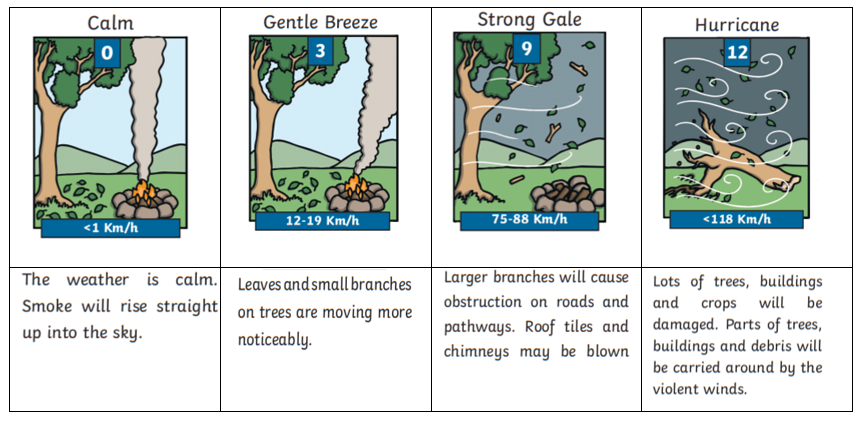 Calm
0
<1 Km/h
The weather is calm.
Smoke will rise straight
up into the sky.
Gentle Breeze
3
12-19 Km/h
Leaves and small branches
on trees are moving more
noticeably.
Strong Gale
9
75-88 Km/h
Larger branches will cause
obstruction on roads and
pathways. Roof tiles and
chimneys may be blown
Hurricane
12
<118 Km/h
Lots of trees, buildings
and crops will be
damaged. Parts of trees,
buildings and debris will
be carried around by the
violent winds.